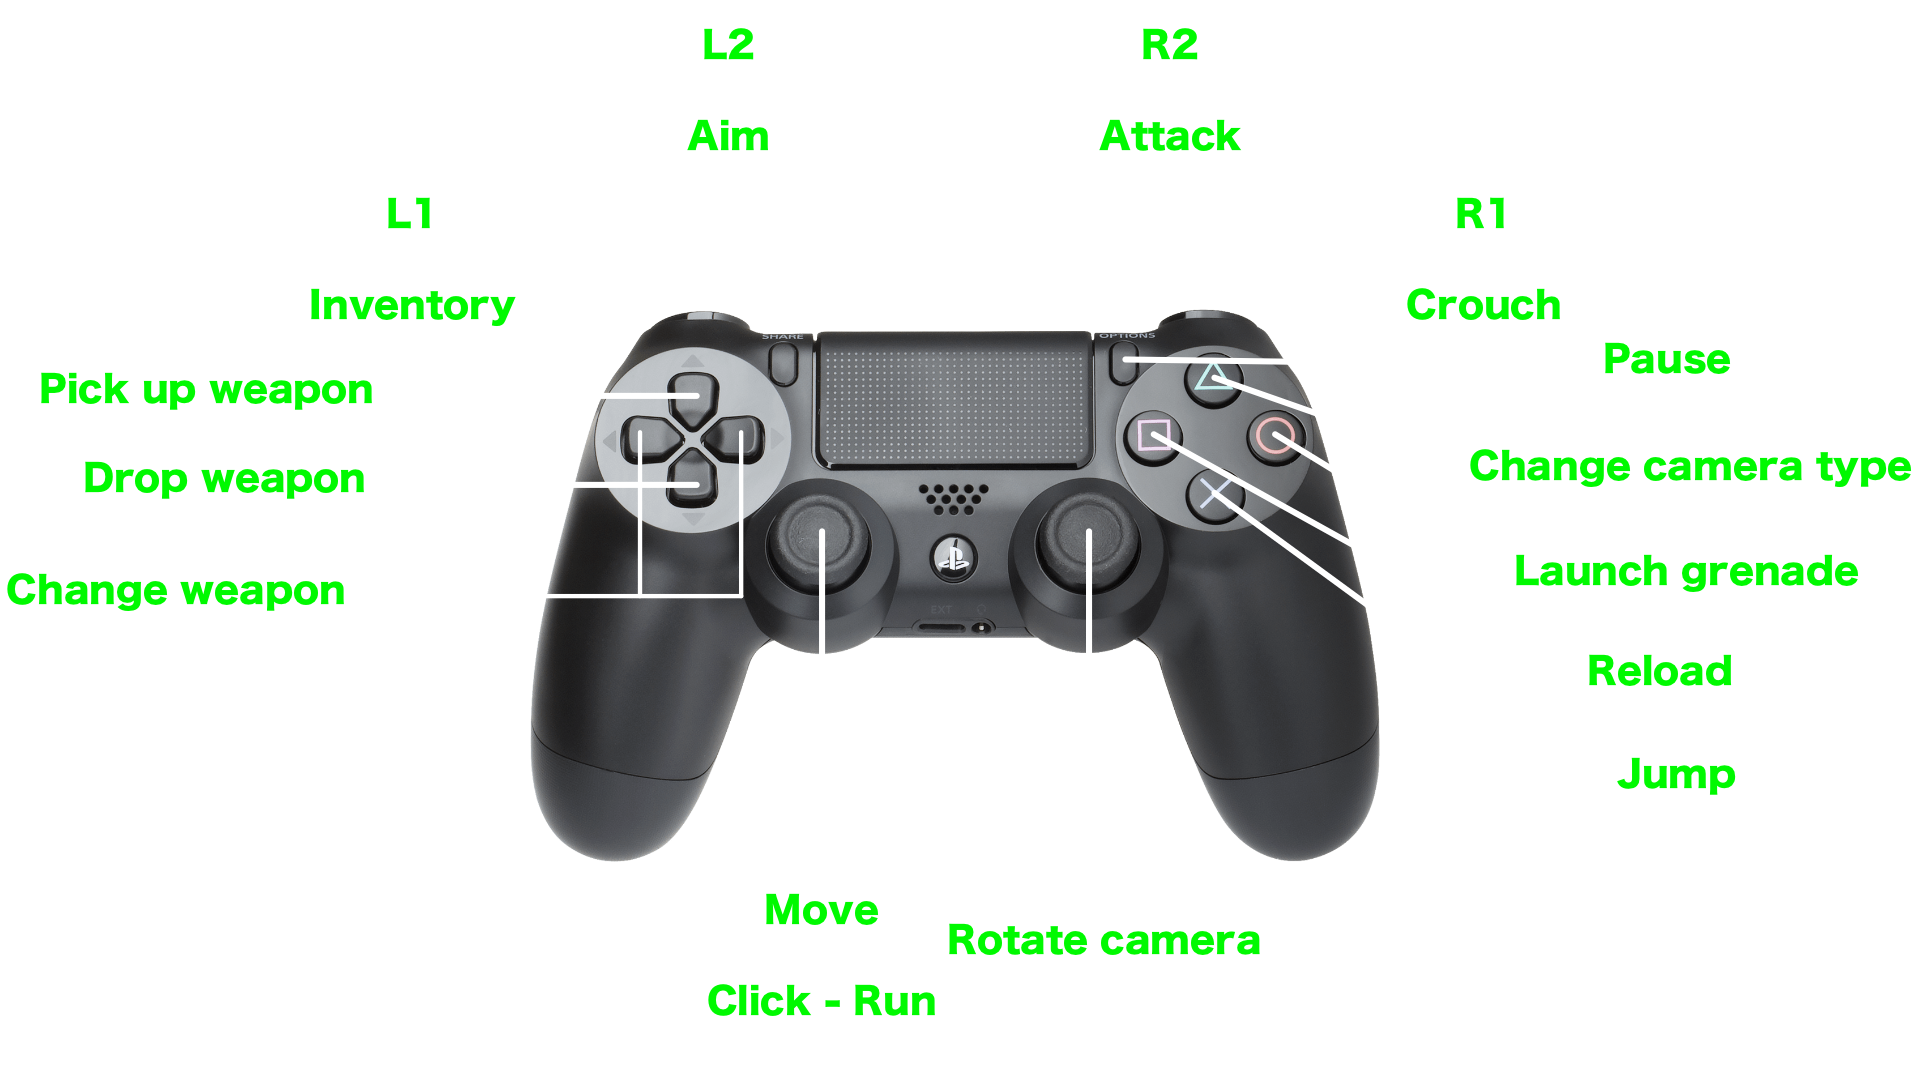 L2
R2
Aim
Attack
L1
R1
Inventory
Crouch
SHARE
OPTIONS
Pause
Pick up weapon
Change camera type
Drop weapon
Launch grenade
Change weapon
EXT
Reload
Jump
Move
Rotate camera
Click - Run